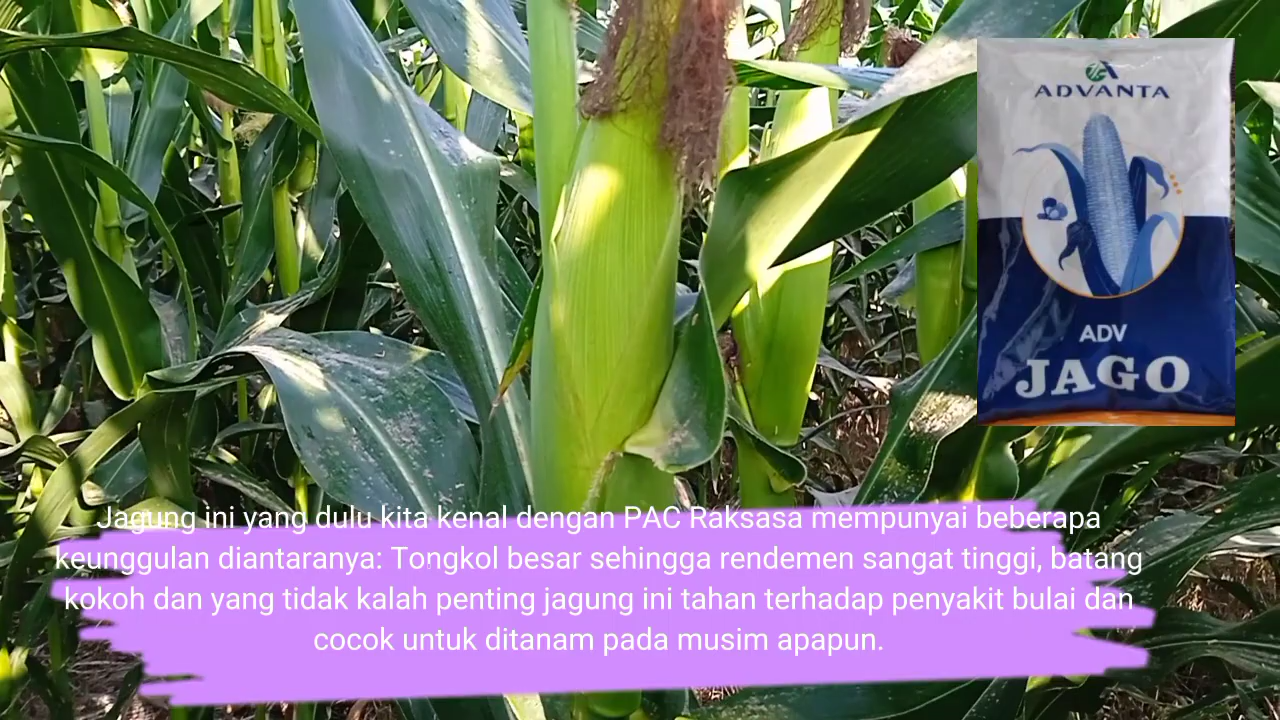 ADVANTA
ADV
JAGO
Jagung ini yang dulu kita kenal dengan PAC Raksasa mempunyai beberapa
keunggulan diantaranya: Tongkol besar sehingga rendemen sangat tinggi, batang
kokoh dan yang tidak kalah penting jagung ini tahan terhadap penyakit bulai dan
cocok untuk ditanam pada musim apapun.